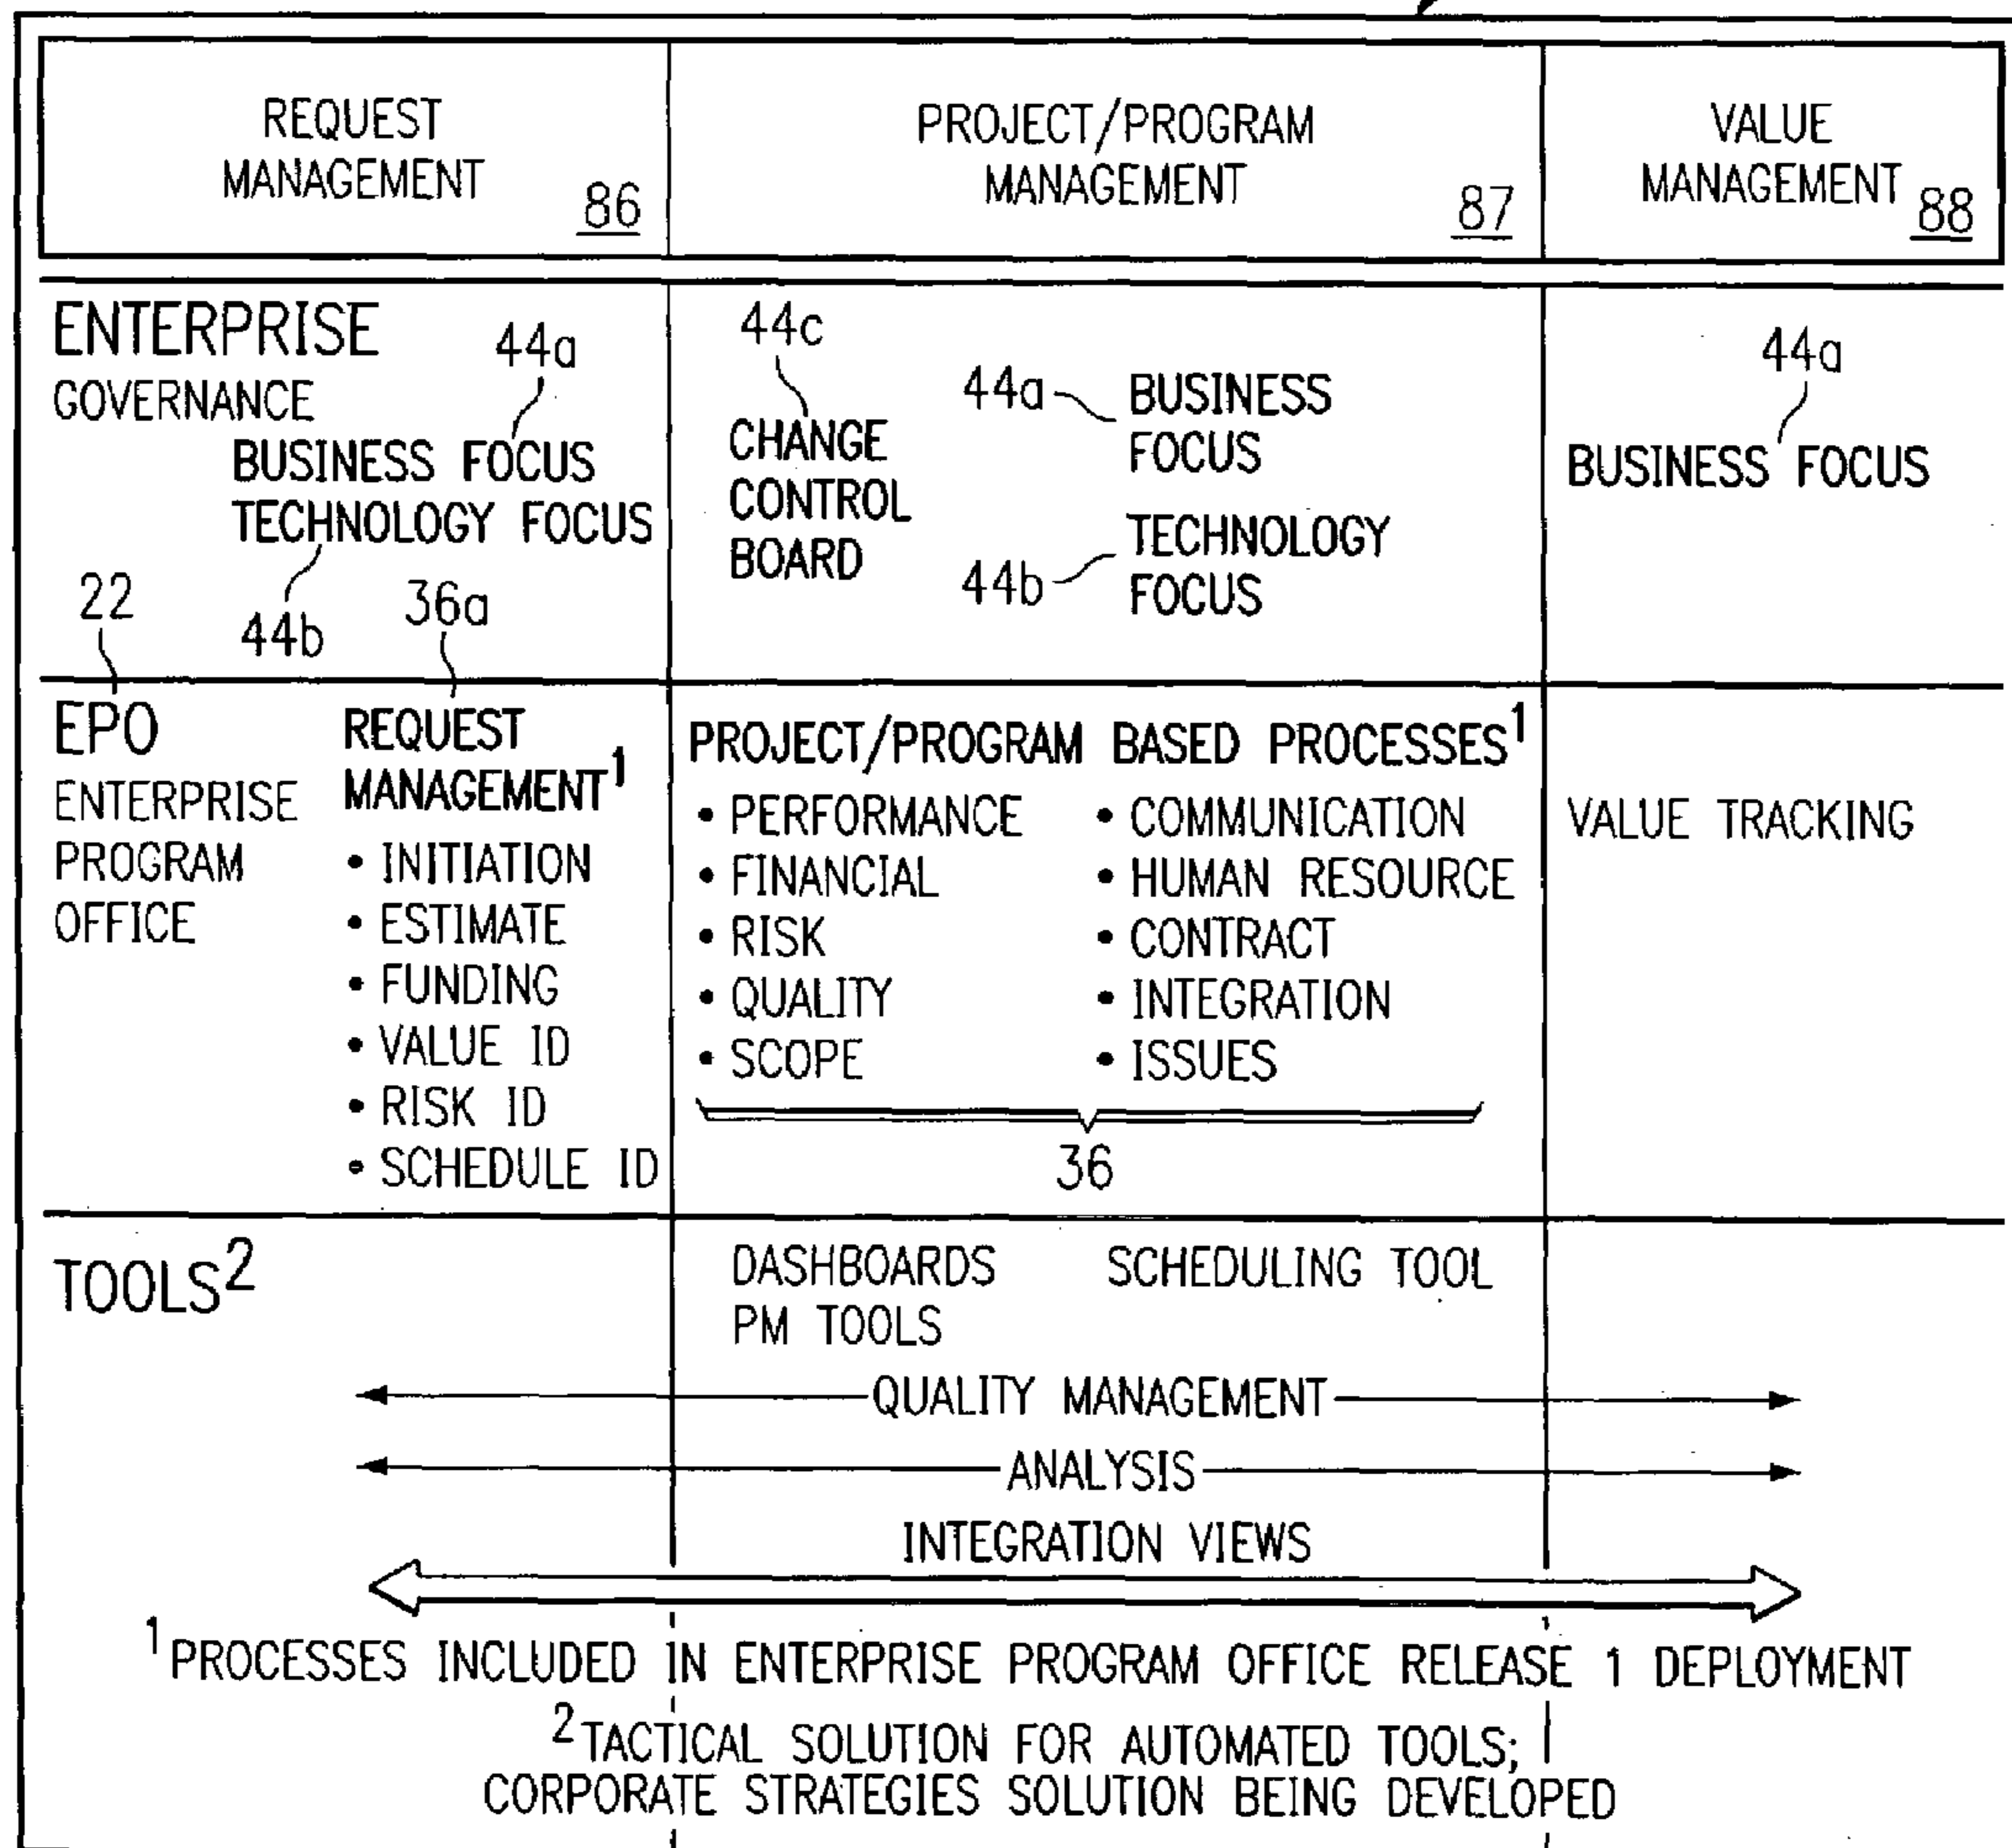 REQUEST
MANAGEMENT
86
PROJECT/PROGRAM
MANAGEMENT
87
VALUE
MANAGEMENT
88
ENTERPRISE
GOVERNANCE
44a
BUSINESS FOCUS
TECHNOLOGY FOCUS
44b
44c
CHANGE
CONTROL
BOARD
44a
BUSINESS
FOCUS
44b
TECHNOLOGY
FOCUS
44a
BUSINESS FOCUS
22
EPO
ENTERPRISE
PROGRAM
OFFICE
36a
REQUEST
MANAGEMENT1
• INITIATION
• ESTIMATE
• FUNDING
• VALUE ID
• RISK ID
• SCHEDULE ID
PROJECT/PROGRAM BASED PROCESSES1
• PERFORMANCE
• FINANCIAL
• RISK
• QUALITY
• SCOPE
• COMMUNICATION
• HUMAN RESOURCE
• CONTRACT
• INTEGRATION
• ISSUES
36
VALUE TRACKING
TOOLS2
DASHBOARDS
PM TOOLS
SCHEDULING TOOL
QUALITY MANAGEMENT
ANALYSIS
INTEGRATION VIEWS
1 PROCESSES INCLUDED IN ENTERPRISE PROGRAM OFFICE RELEASE 1 DEPLOYMENT
2 TACTICAL SOLUTION FOR AUTOMATED TOOLS;
CORPORATE STRATEGIES SOLUTION BEING DEVELOPED